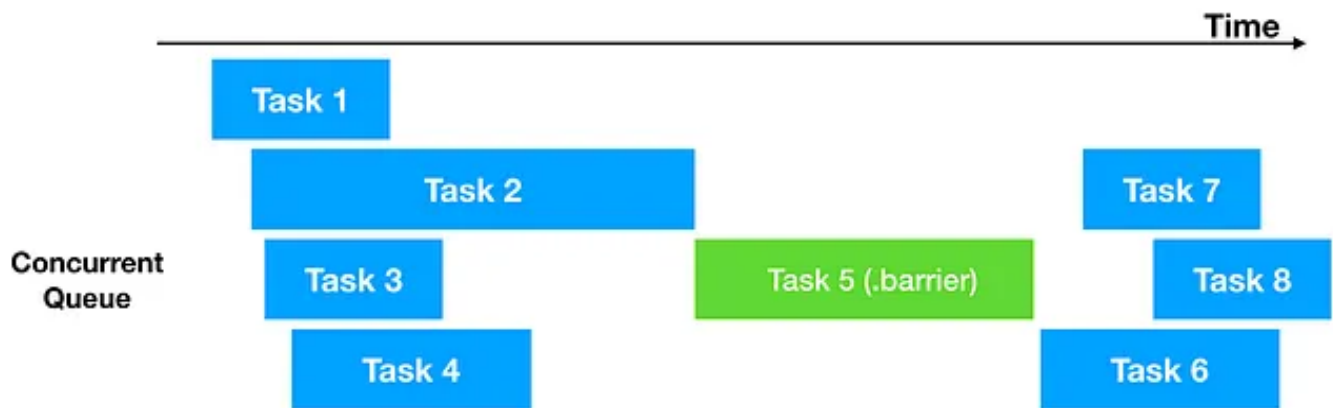 Time
Task 1
Task 2
Task 7
Concurrent
Queue
Task 3
Task 5 (.barrier)
Task 8
Task 4
Task 6